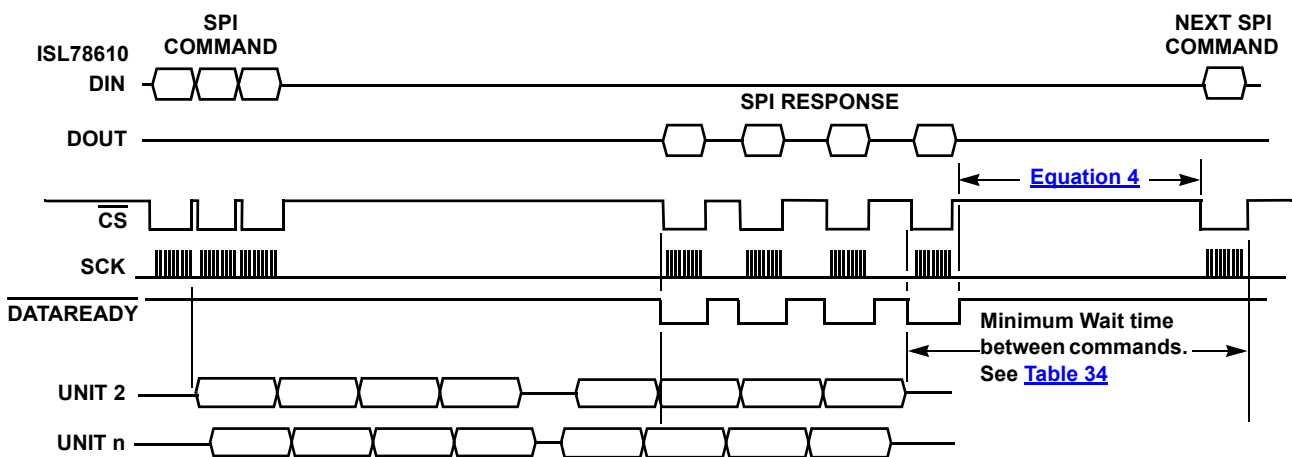 SPI
COMMAND
NEXT SPI
COMMAND
ISL78610
DIN
SPI RESPONSE
DOUT
Equation 4
CS
SCK
DATAREADY
Minimum Wait time
between commands.
See Table 34
UNIT 2
UNIT n